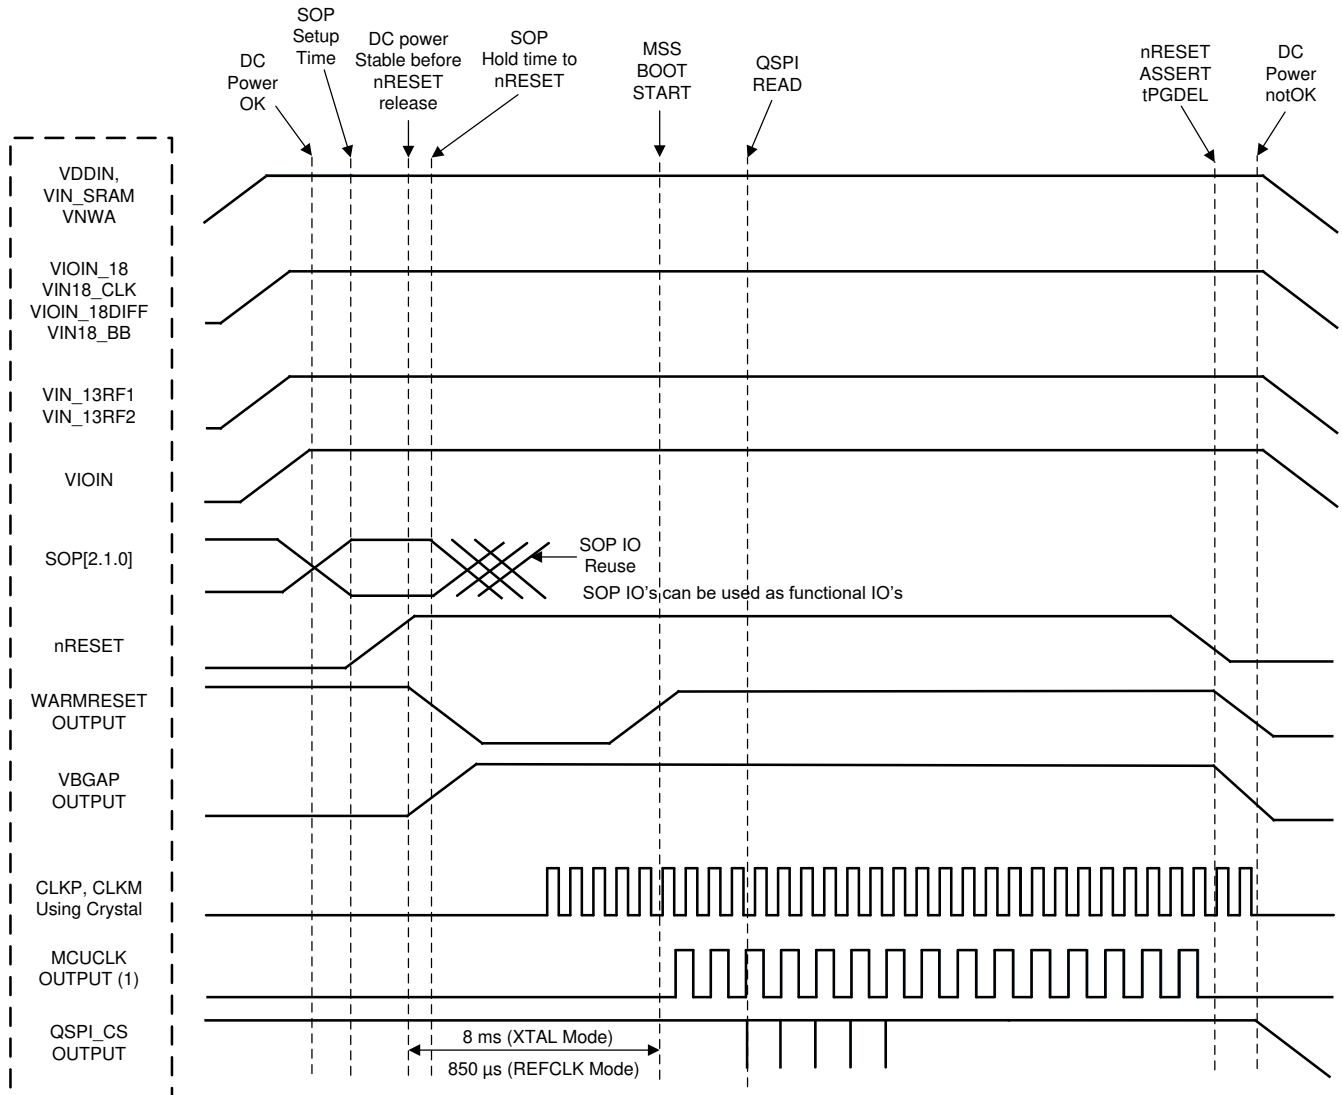 SOP
Setup
Time
DC
Power
OK
DC power
Stable before
nRESET
release
SOP
Hold time to
nRESET
MSS
BOOT
START
QSPI
READ
nRESET
ASSERT
tPGDEL
DC
Power
notOK
VDDIN,
VIN_SRAM
VNWA
VIOIN_18
VIN18_CLK
VIOIN_18DIFF
VIN18_BB
VIN_13RF1
VIN_13RF2
VIOIN
SOP[2.1.0]
SOP IO
Reuse
SOP IO's can be used as functional IO's
nRESET
WARMRESET
OUTPUT
VBGAP
OUTPUT
CLKP, CLKM
Using Crystal
MCUCLK
OUTPUT (1)
QSPI_CS
OUTPUT
8 ms (XTAL Mode)
850 µs (REFCLK Mode)